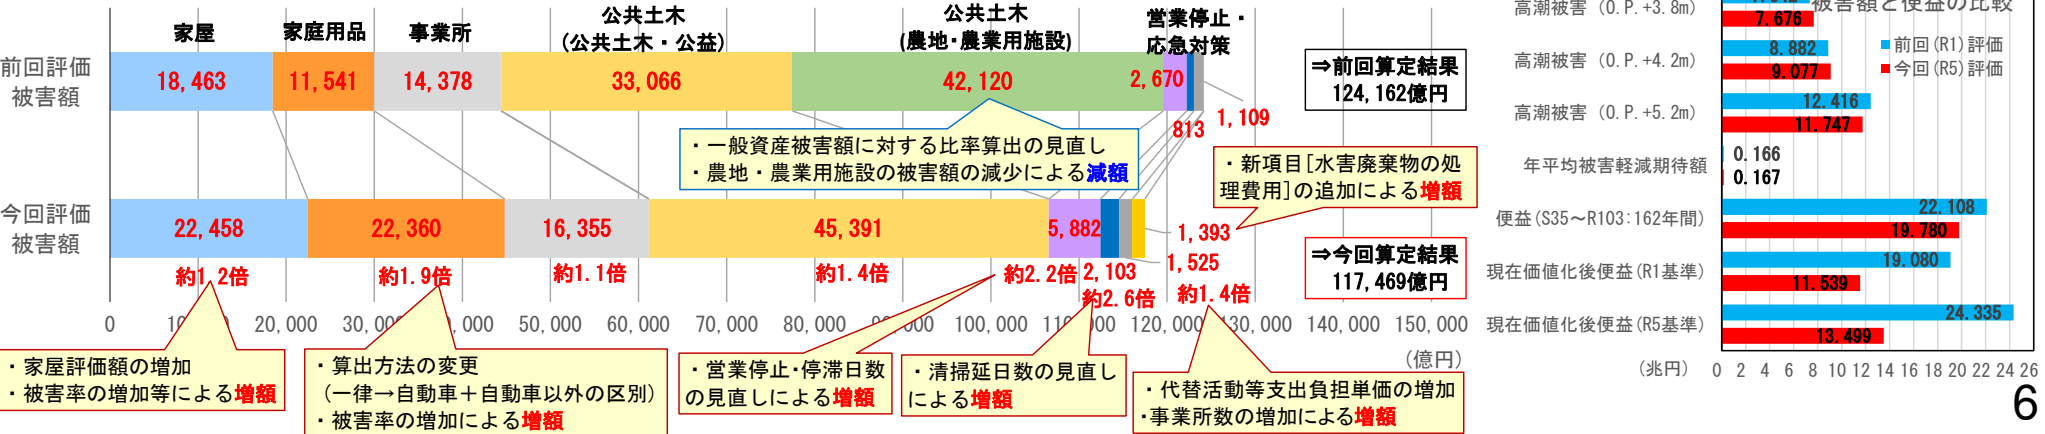 家屋
家庭用品
事業所
公共土木
(公共土木・公益)
公共土木
(農地・農業用施設)
営業停止・
応急対策
前回評価
被害額
18,463
11,541
14,378
33,066
42,120
2,670
813
1,109
⇒前回算定結果
124,162億円
・一般資産被害額に対する比率算出の見直し
・農地・農業用施設の被害額の減少による減額
・新項目[水害廃棄物の処
理費用]の追加による増額
今回評価
被害額
22,458
22,360
16,355
45,391
5,882
1,393
1,525
2,103
⇒今回算定結果
117,469億円
約1.2倍
約1.9倍
約1.1倍
約1.4倍
約2.2倍
約2.6倍
約1.4倍
0
20,000
40,000
50,000
60,000
70,000
80,000
100,000
120,000
130,000
140,000
150,000
(億円)
・家屋評価額の増加
・被害率の増加等による増額
・算出方法の変更
(一律→自動車＋自動車以外の区別)
・被害率の増加による増額
・営業停止・停滞日数
の見直しによる増額
・清掃延日数の見直し
による増額
・代替活動等支出負担単価の増加
・事業所数の増加による増額
被害額と便益の比較
前回(R1)評価
今回(R5)評価
高潮被害 (O.P.+3.8m)
7.676
高潮被害 (O.P.+4.2m)
8.882
9.077
高潮被害 (O.P.+5.2m)
12.416
11.747
年平均被害軽減期待額
0.166
0.167
便益(S35～R103:162年間)
22.108
19.780
現在価値化後便益(R1基準)
19.080
11.539
現在価値化後便益(R5基準)
24.335
13.499
(兆円)
0 2 4 6 8 10 12 14 16 18 20 22 24 26
6